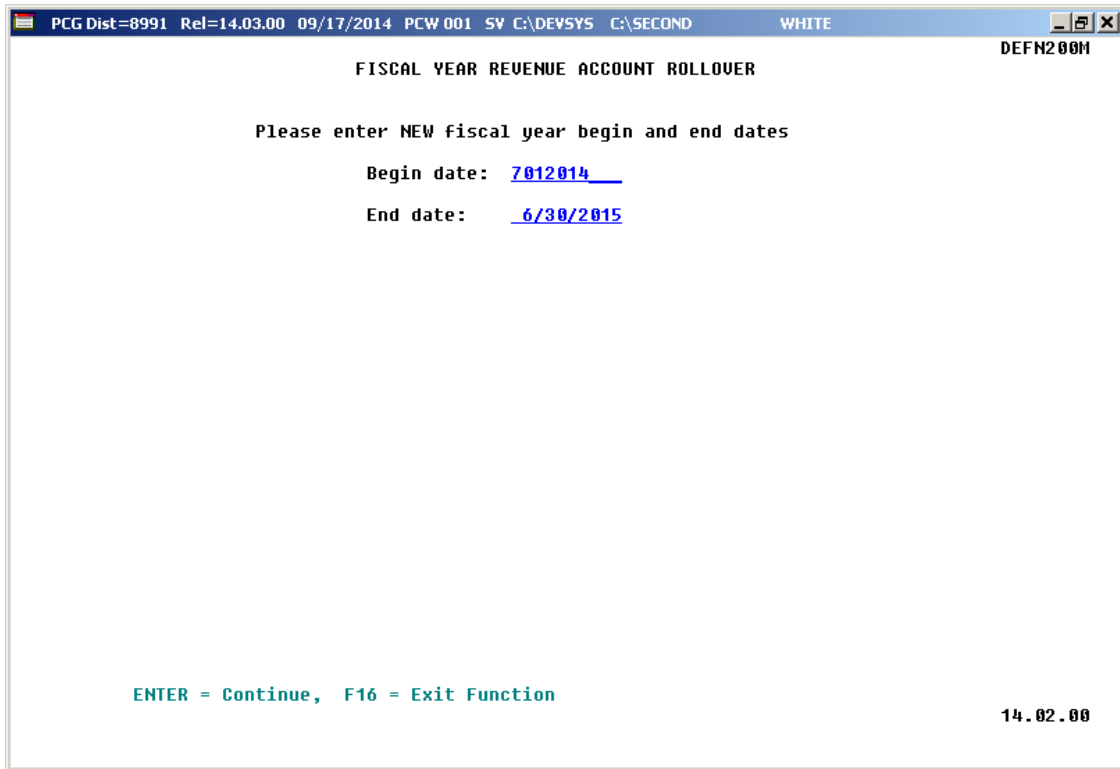 PCG Dist=8991 Rel=14.03.00 09/17/2014 PCW 001 SV C:\DEVSYS C:\SECOND WHITE
DEFN200M
FISCAL YEAR REVENUE ACCOUNT ROLLOVER
Please enter NEW fiscal year begin and end dates
Begin date: 7012014___
End date: _6/30/2015
ENTER = Continue, F16 = Exit Function
14.02.00